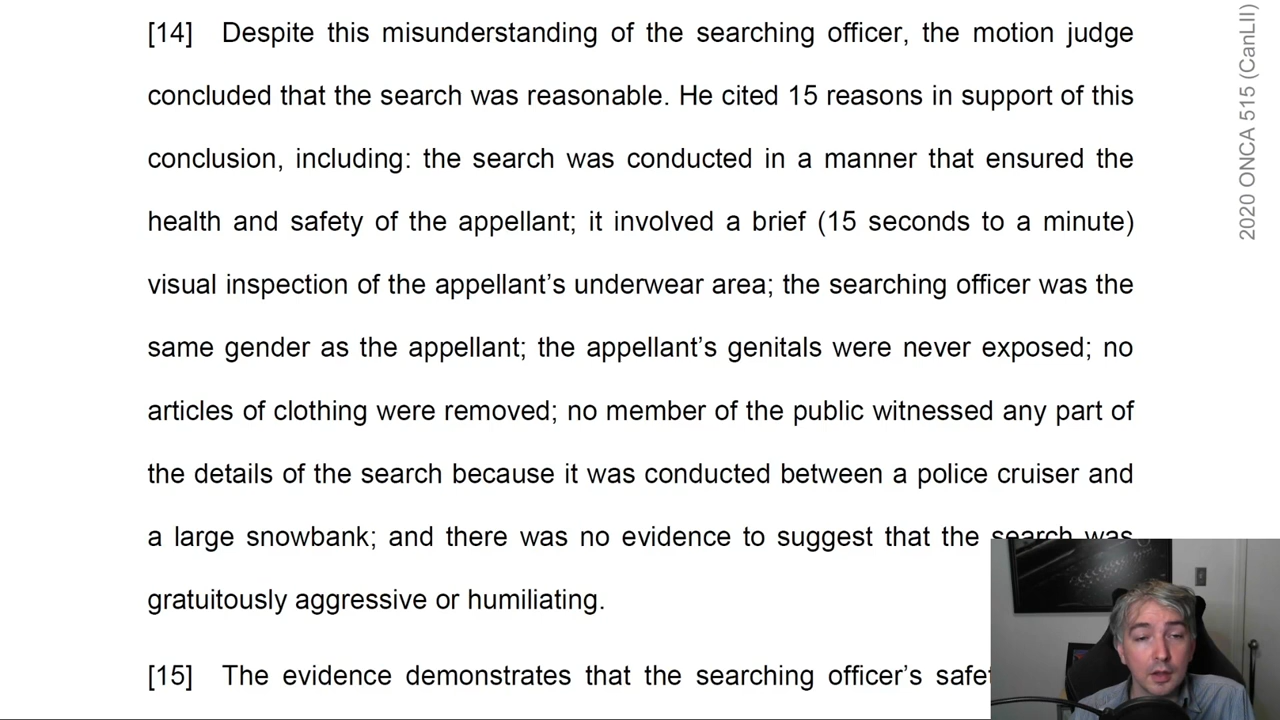 [14] Despite this misunderstanding of the searching officer, the motion judge
concluded that the search was reasonable. He cited 15 reasons in support of this
conclusion, including: the search was conducted in a manner that ensured the
health and safety of the appellant; it involved a brief (15 seconds to a minute)
visual inspection of the appellant’s underwear area; the searching officer was the
same gender as the appellant; the appellant’s genitals were never exposed; no
articles of clothing were removed; no member of the public witnessed any part of
the details of the search because it was conducted between a police cruiser and
a large snowbank; and there was no evidence to suggest that the search was
gratuitously aggressive or humiliating.
[15] The evidence demonstrates that the searching officer’s
2020 ONCA 515 (CanLII)